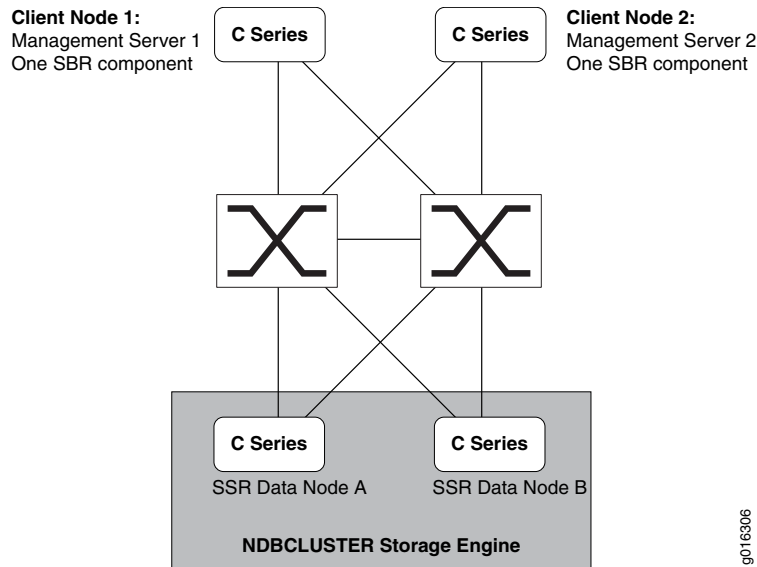 Client Node 1:
Management Server 1
One SBR component
C Series
C Series
Client Node 2:
Management Server 2
One SBR component
C Series
C Series
SSR Data Node A
SSR Data Node B
NDBCLUSTER Storage Engine
g016306